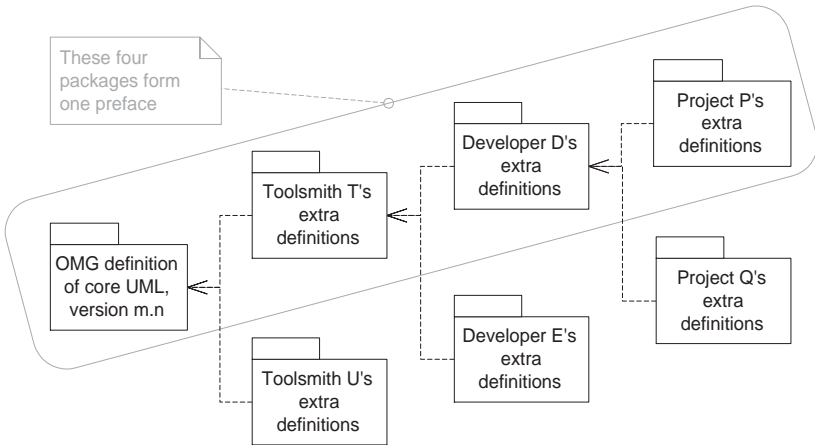 These four
packages form
one preface
Project P's
extra
definitions
Developer D's
extra
definitions
Toolsmith T's
extra
definitions
OMG definition
of core UML,
version m.n
Project Q's
extra
definitions
Developer E's
extra
definitions
Toolsmith U's
extra
definitions